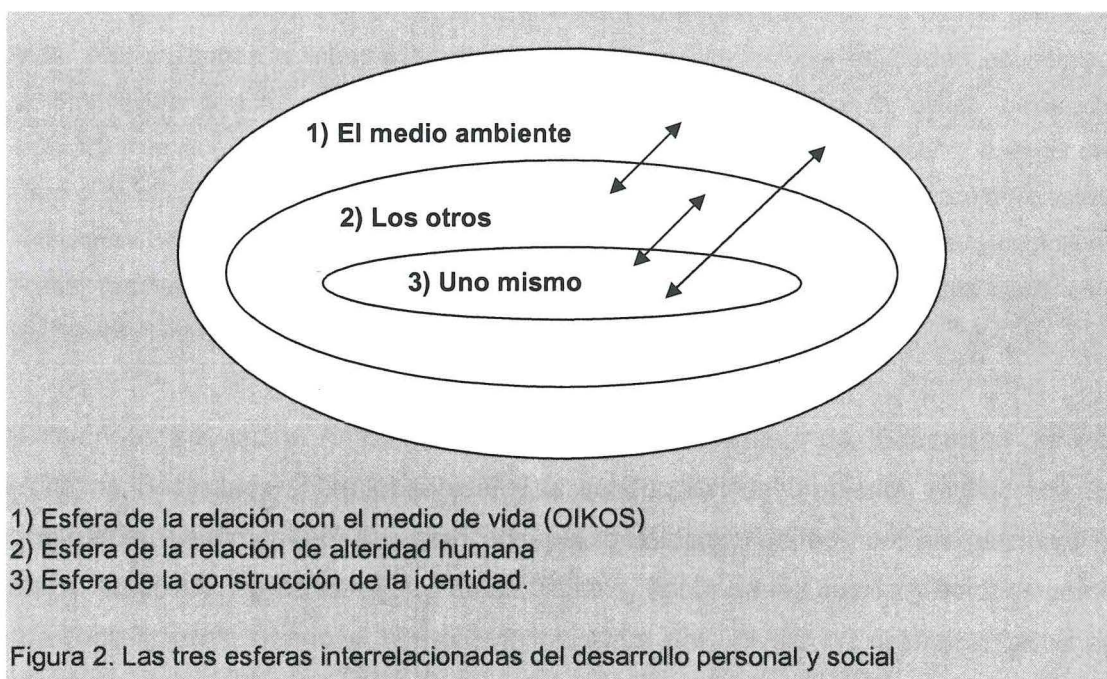 1) El medio ambiente
2) Los otros
3) Uno mismo
1) Esfera de la relación con el medio de vida (OIKOS)
2) Esfera de la relación de alteridad humana
3) Esfera de la construcción de la identidad.
Figura 2. Las tres esferas interrelacionadas del desarrollo personal y social